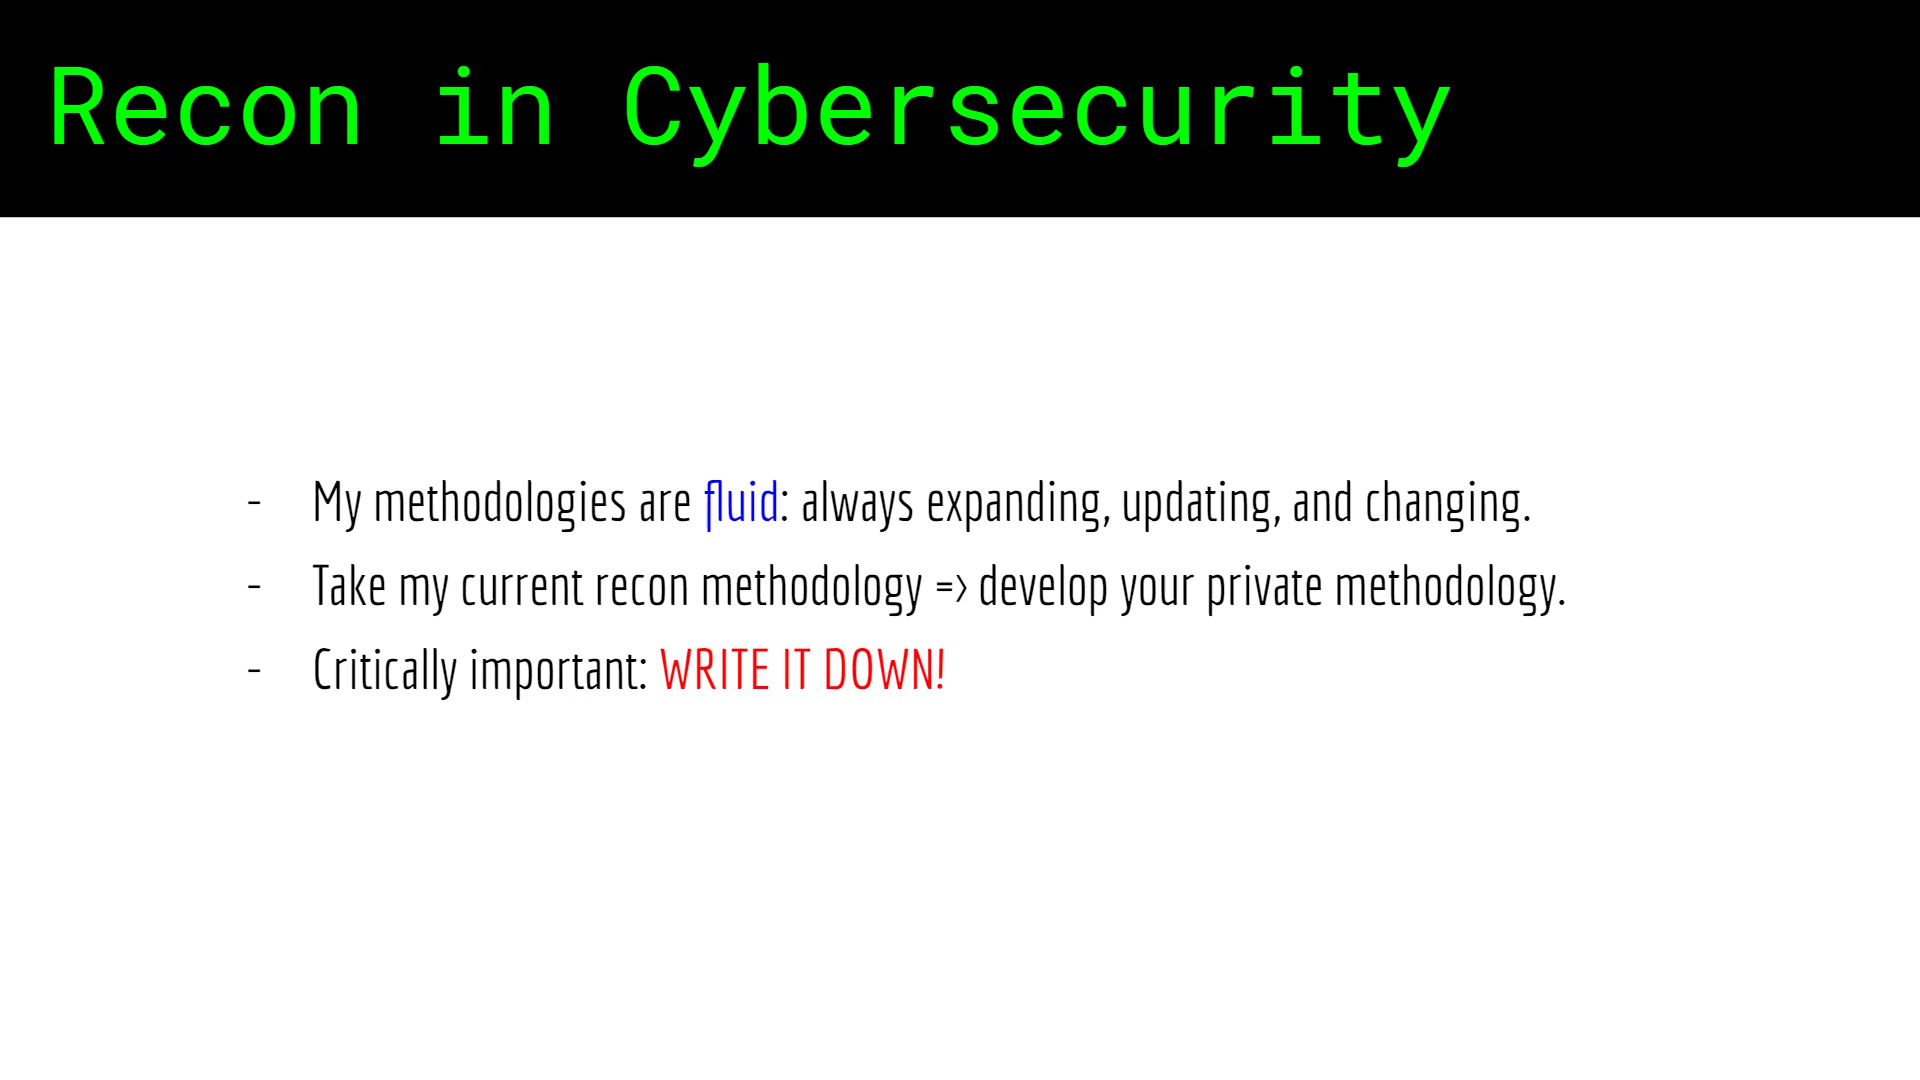 Recon in Cybersecurity
- My methodologies are fluid: always expanding, updating, and changing.
- Take my current recon methodology => develop your private methodology.
- Critically important: WRITE IT DOWN!